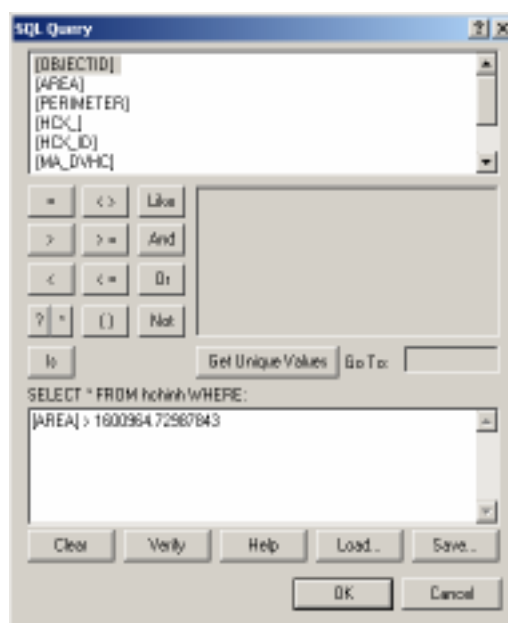 SQL Query
[OBJECTID]
[AREA]
[PERIMETER]
[HCX_]
[HCX_ID]
[MA_DVHC]
= <> Like
> >= And
< <= Or
? * () Not
Is Get Unique Values Go To:
SELECT * FROM hchinh WHERE:
[AREA] > 1600964.72987843
Clear Verify Help Load... Save...
OK Cancel